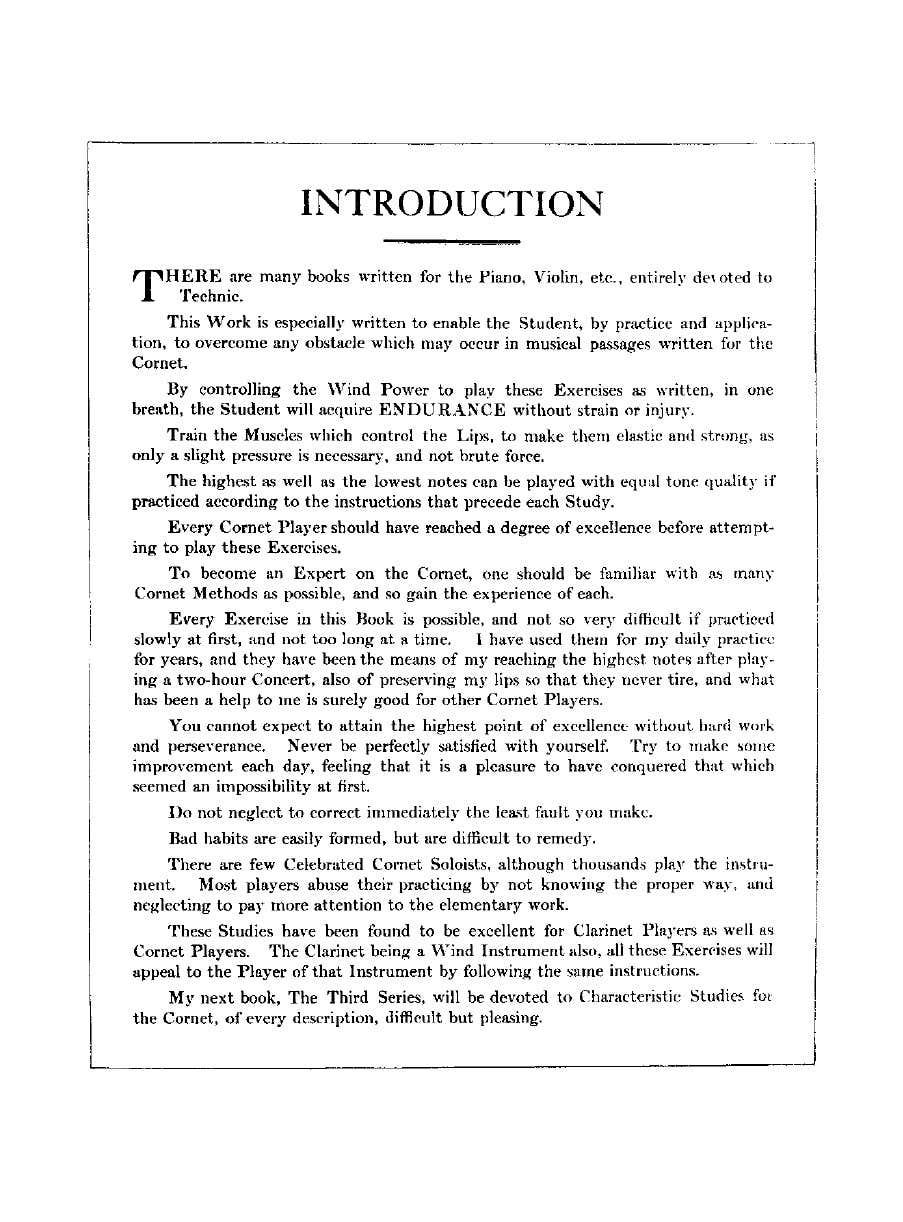 INTRODUCTION
THERE are many books written for the Piano, Violin, etc., entirely devoted to
Technic.
This Work is especially written to enable the Student, by practice and applica-
tion, to overcome any obstacle which may occur in musical passages written for the
Cornet.
By controlling the Wind Power to play these Exercises as written, in one
breath, the Student will acquire ENDURANCE without strain or injury.
Train the Muscles which control the Lips, to make them elastic and strong, as
only a slight pressure is necessary, and not brute force.
The highest as well as the lowest notes can be played with equal tone quality if
practiced according to the instructions that precede each Study.
Every Cornet Player should have reached a degree of excellence before attempt-
ing to play these Exercises.
To become an Expert on the Cornet, one should be familiar with as many
Cornet Methods as possible, and so gain the experience of each.
Every Exercise in this Book is possible, and not so very difficult if practiced
slowly at first, and not too long at a time. I have used them for my daily practice
for years, and they have been the means of my reaching the highest notes after play-
ing a two-hour Concert, also of preserving my lips so that they never tire, and what
has been a help to me is surely good for other Cornet Players.
You cannot expect to attain the highest point of excellence without hard work
and perseverance. Never be perfectly satisfied with yourself. Try to make some
improvement each day, feeling that it is a pleasure to have conquered that which
seemed an impossibility at first.
Do not neglect to correct immediately the least fault you make.
Bad habits are easily formed, but are difficult to remedy.
There are few Celebrated Cornet Soloists, although thousands play the instru-
ment. Most players abuse their practicing by not knowing the proper way, and
neglecting to pay more attention to the elementary work.
These Studies have been found to be excellent for Clarinet Players as well as
Cornet Players. The Clarinet being a Wind Instrument also, all these Exercises will
appeal to the Player of that Instrument by following the same instructions.
My next book, The Third Series, will be devoted to Characteristic Studies for
the Cornet, of every description, difficult but pleasing.